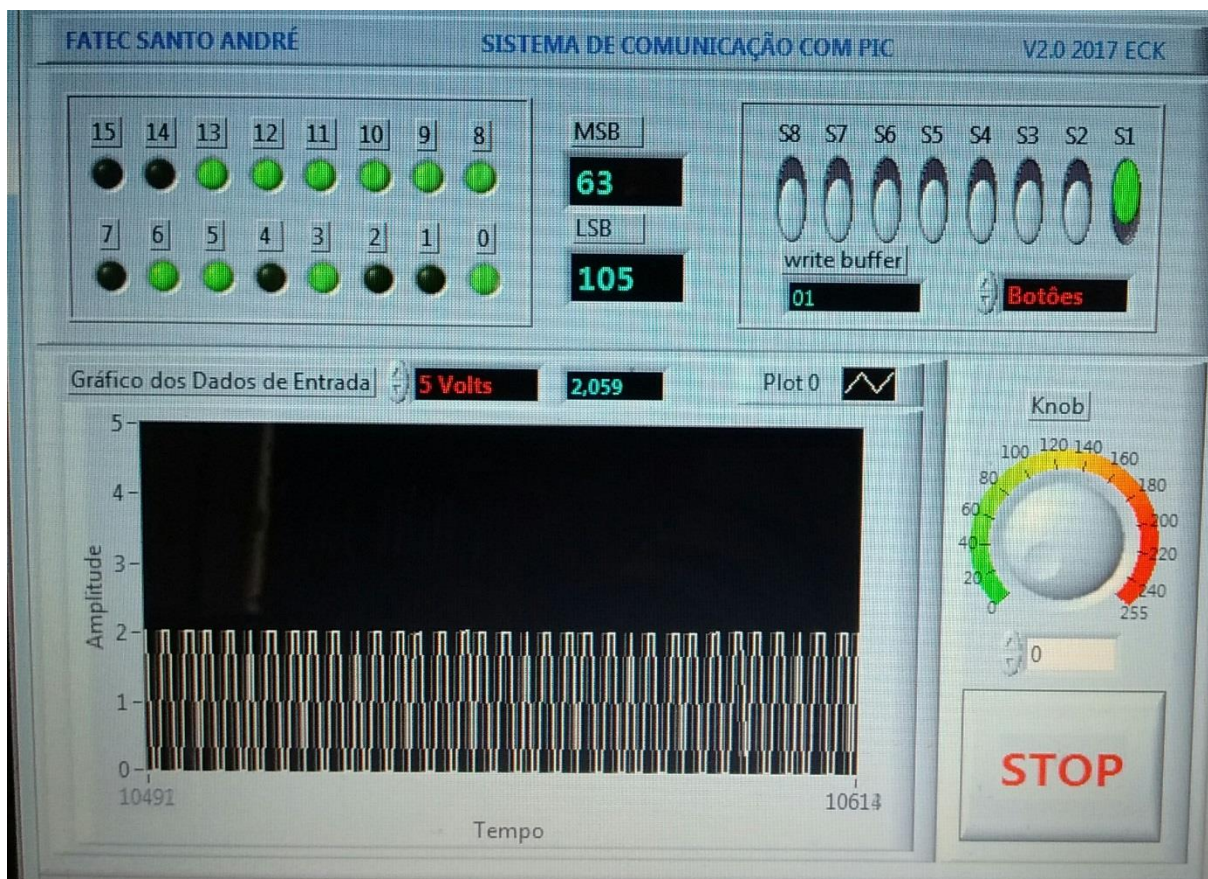 FATEC SANTO ANDRÉ SISTEMA DE COMUNICAÇÃO COM PIC V2.0 2017 ECK
15 14 13 12 11 10 9 8
7 6 5 4 3 2 1 0
MSB
63
LSB
105
S8 S7 S6 S5 S4 S3 S2 S1
write buffer
01
Botões
Gráfico dos Dados de Entrada 5 Volts 2,059 Plot 0
5
4
3
2
1
0
Amplitude
Tempo
Knob
0 20 40 60 80 100 120 140 160 180 200 220 240 255
0
STOP